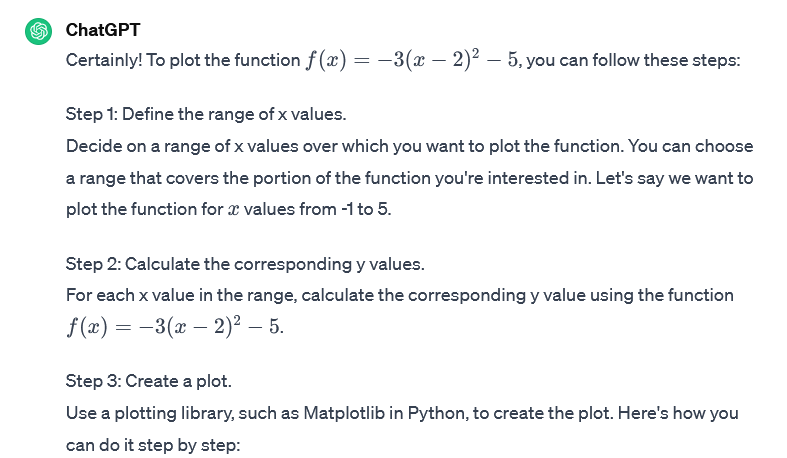 ChatGPT
Certainly! To plot the function f(x) = −3(x − 2)² − 5, you can follow these steps:
Step 1: Define the range of x values.
Decide on a range of x values over which you want to plot the function. You can choose
a range that covers the portion of the function you're interested in. Let's say we want to
plot the function for x values from -1 to 5.
Step 2: Calculate the corresponding y values.
For each x value in the range, calculate the corresponding y value using the function
f(x) = −3(x − 2)² − 5.
Step 3: Create a plot.
Use a plotting library, such as Matplotlib in Python, to create the plot. Here's how you
can do it step by step: